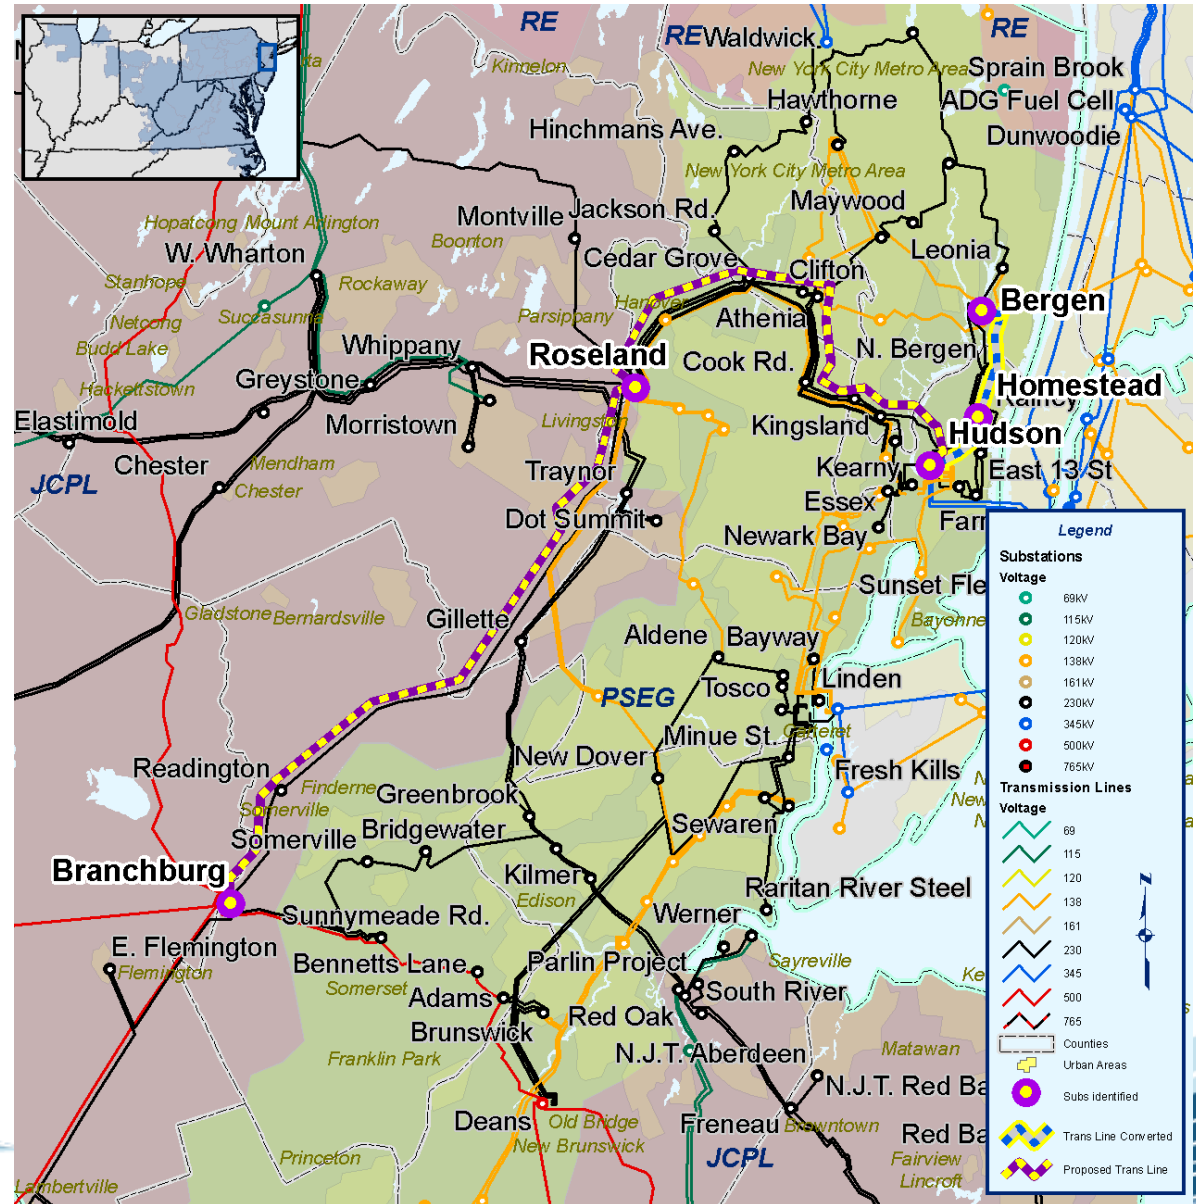 RE
RE
RE
Waldwick
Kinnelon
New York City Metro Area
Sprain Brook
Hawthorne
ADG Fuel Cell
Hinchmans Ave.
Dunwoodie
New York City Metro Area
Hopatcong Mount Arlington
Montville
Jackson Rd.
Maywood
Boonton
W. Wharton
Cedar Grove
Clifton
Leonia
Stanhope
Rockaway
Hanover
Bergen
Netcong
Succasunna
Parsippany
Athenia
Budd Lake
Whippany
Roseland
Cook Rd.
N. Bergen
Hackettstown
Greystone
Homestead
Elastimold
Morristown
Livingston
Kingsland
Hudson
Chester
Mendham
Traynor
Kearny
East 13 St
JCPL
Chester
Essex
Dot Summit
Newark Bay
Farr
Sunset Fle
Gladstone
Bernardsville
Gillette
Bayonne
Aldene
Bayway
Tosco
Linden
PSEG
Minue St.
Carteret
New Dover
Readington
Finderne
Fresh Kills
Somerville
Greenbrook
Somerville
Bridgewater
Sewaren
Branchburg
Kilmer
Edison
Raritan River Steel
Sunnymeade Rd.
Werner
E. Flemington
Flemington
Bennetts Lane
Parlin Project
Sayreville
Somerset
Adams
South River
Brunswick
Red Oak
Franklin Park
N.J.T. Aberdeen
Matawan
N.J.T. Red Ba
Deans
Old Bridge
Freneau
Browntown
New Brunswick
Red Ba
Princeton
JCPL
Fairview
Lincroft
Lambertville
Legend
Substations
Voltage
69kV
115kV
120kV
138kV
161kV
230kV
345kV
500kV
765kV
Transmission Lines
Voltage
69
115
120
138
161
230
345
500
765
Counties
Urban Areas
Subs identified
Trans Line Converted
Proposed Trans Line
N